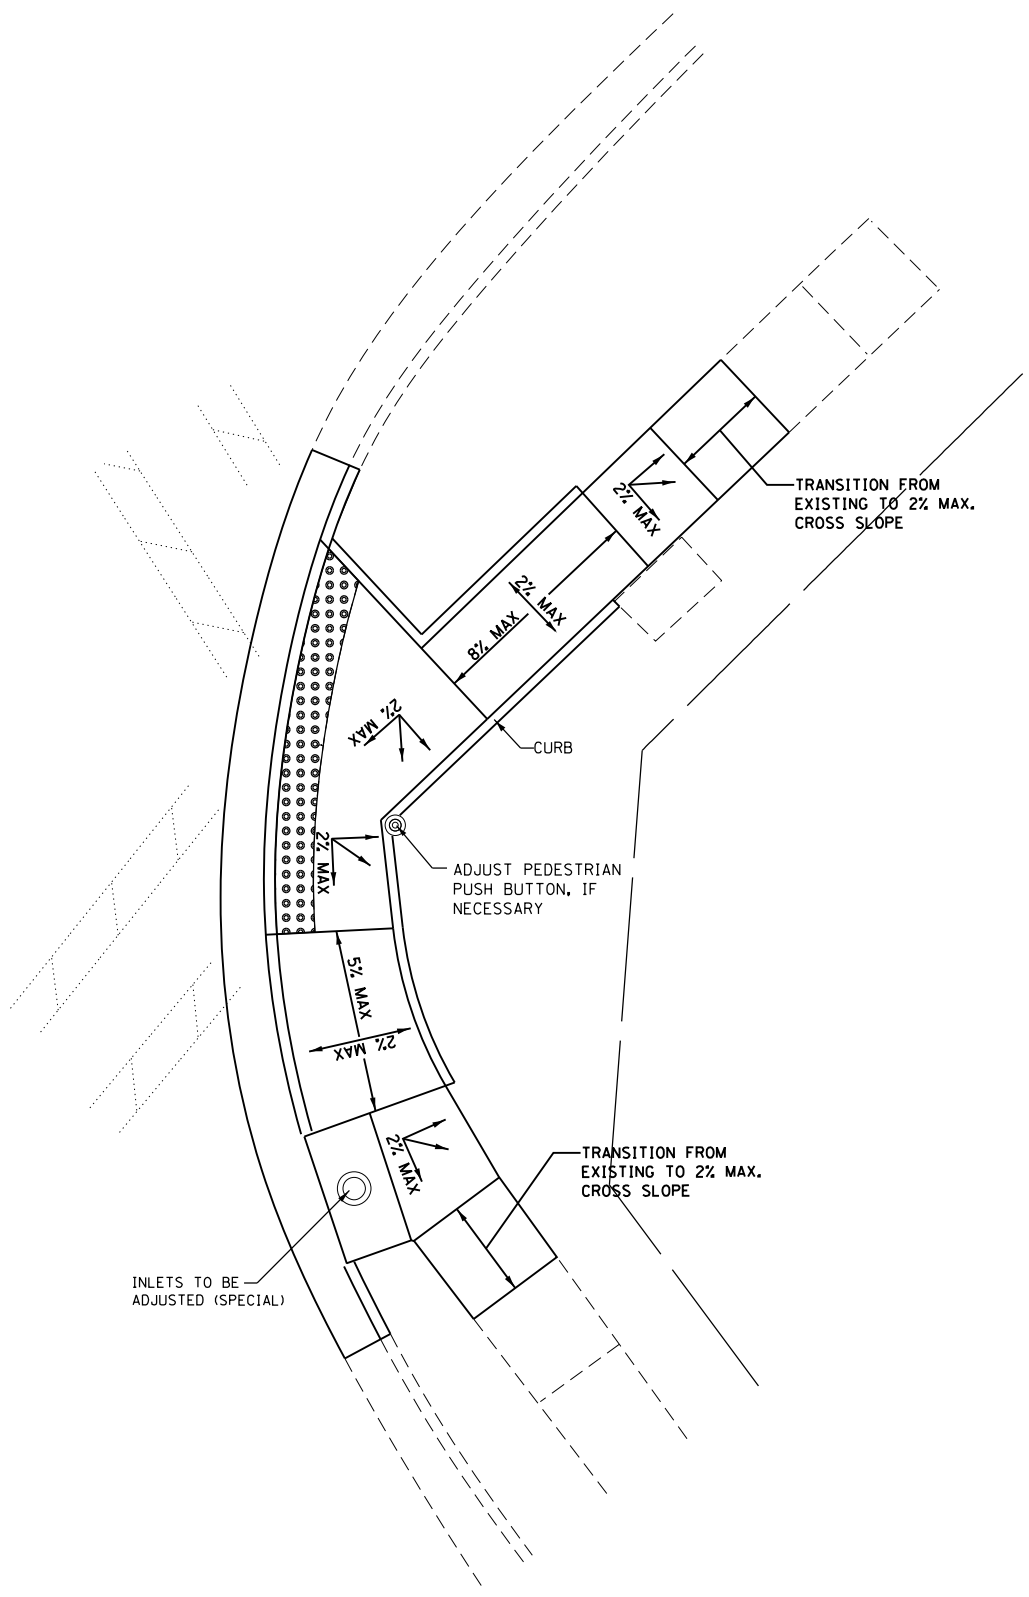 TRANSITION FROM
EXISTING TO 2% MAX.
CROSS SLOPE
2% MAX
2% MAX
8% MAX
2% MAX
CURB
2% MAX
ADJUST PEDESTRIAN
PUSH BUTTON, IF
NECESSARY
5% MAX
2% MAX
2% MAX
TRANSITION FROM
EXISTING TO 2% MAX.
CROSS SLOPE
INLETS TO BE
ADJUSTED (SPECIAL)